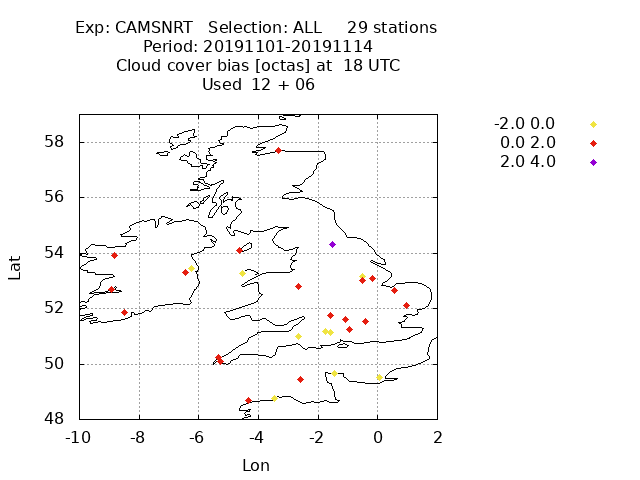 Exp: CAMSNRT   Selection: ALL     29 stations
Period: 20191101-20191114
Cloud cover bias [octas] at  18 UTC
Used  12 + 06
-2.0 0.0
0.0 2.0
2.0 4.0
58
56
54
52
50
48
Lat
-10 -8 -6 -4 -2 0 2
Lon